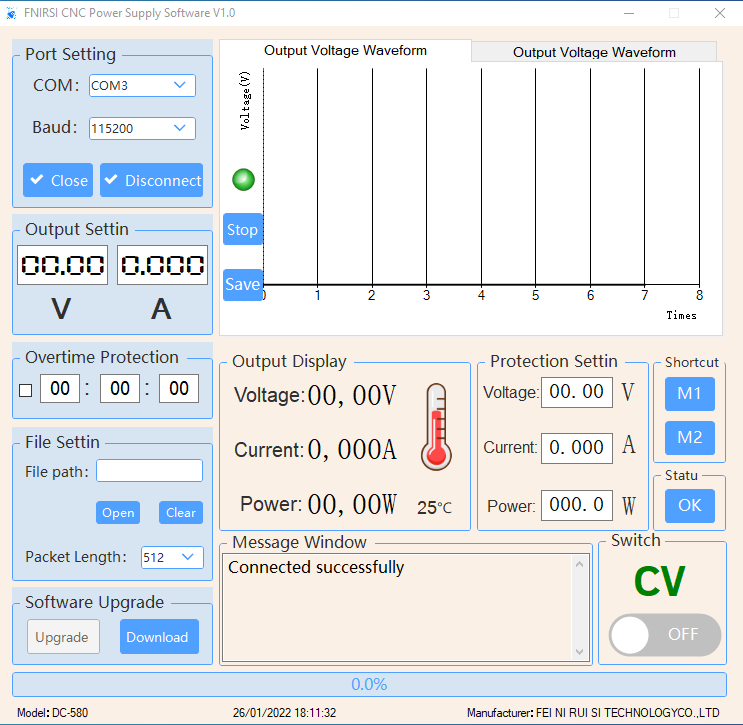 FNIRSI CNC Power Supply Software V1.0
Port Setting
COM: COM3
Baud: 115200
Close Disconnect
Output Settin
00.00 0.000
V A
Overtime Protection
00 : 00 : 00
File Settin
File path:
Open Clear
Packet Length: 512
Software Upgrade
Upgrade Download
Output Voltage Waveform Output Voltage Waveform
Voltage(V)
Stop
Save
0 1 2 3 4 5 6 7 8
Times
Output Display
Voltage: 00,00V
Current: 0,000A
Power: 00,00W 25°C
Protection Settin
Voltage: 00.00 V
Current: 0.000 A
Power: 000.0 W
Shortcut
M1
M2
Statu
OK
Message Window
Connected successfully
Switch
CV
OFF
0.0%
Model: DC-580 26/01/2022 18:11:32 Manufacturer: FEI NI RUI SI TECHNOLOGYCO.,LTD